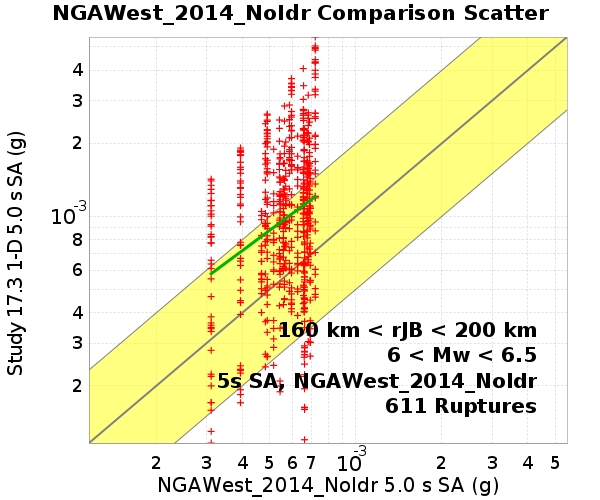 NGAWest_2014_NoIdr Comparison Scatter
Study 17.3 1-D 5.0 s SA (g)
4
3
2
10-3
8
6
4
3
2
160 km < rJB < 200 km
6 < Mw < 6.5
5s SA, NGAWest_2014_NoIdr
611 Ruptures
2 3 4 5 6 7 10-3 2 3 4 5
NGAWest_2014_NoIdr 5.0 s SA (g)